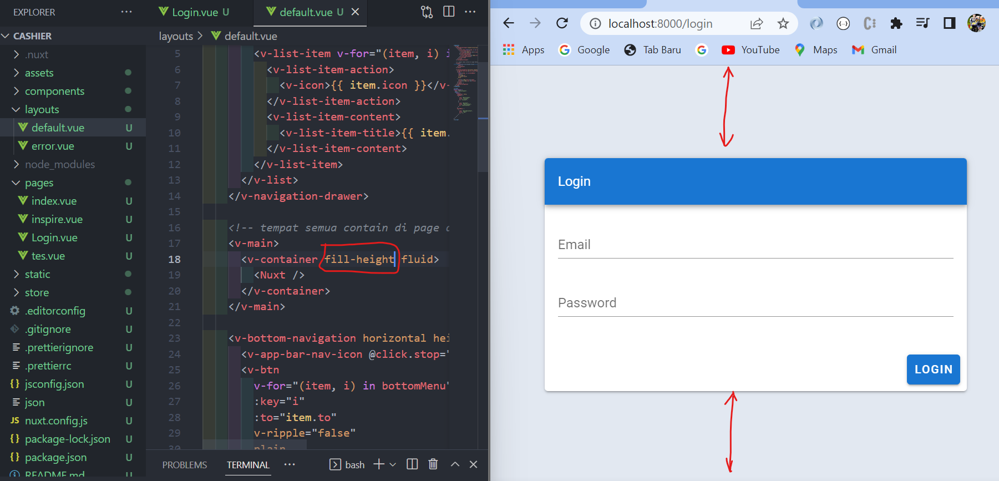 EXPLORER
CASHIER
.nuxt
assets
components
layouts
default.vue U
error.vue U
node_modules
pages
index.vue U
inspire.vue U
Login.vue U
tes.vue U
static
store
.editorconfig U
.gitignore U
.prettierignore U
.prettierrc U
{} jsconfig.json U
json U
JS nuxt.config.js U
{} package-lock.json U
{} package.json U
README.md U
Login.vue U
default.vue U
layouts > default.vue
5 <v-list-item v-for="(item, i) i
6 <v-list-item-action>
7 <v-icon>{{ item.icon }}</v-
8 </v-list-item-action>
9 <v-list-item-content>
10 <v-list-item-title>{{ item.
11 </v-list-item-content>
12 </v-list-item>
13 </v-list>
14 </v-navigation-drawer>
15
16 <!-- tempat semua contain di page
17 <v-main>
18 <v-container fill-height fluid>
19 <Nuxt />
20 </v-container>
21 </v-main>
22
23 <v-bottom-navigation horizontal hei
24 <v-app-bar-nav-icon @click.stop="
25 <v-btn
26 v-for="(item, i) in bottomMenu"
27 :key="i"
28 :to="item.to"
29 v-ripple="false"
30 plain
PROBLEMS TERMINAL
bash
localhost:8000/login
Apps Google Tab Baru YouTube Maps Gmail
Login
Email
Password
LOGIN